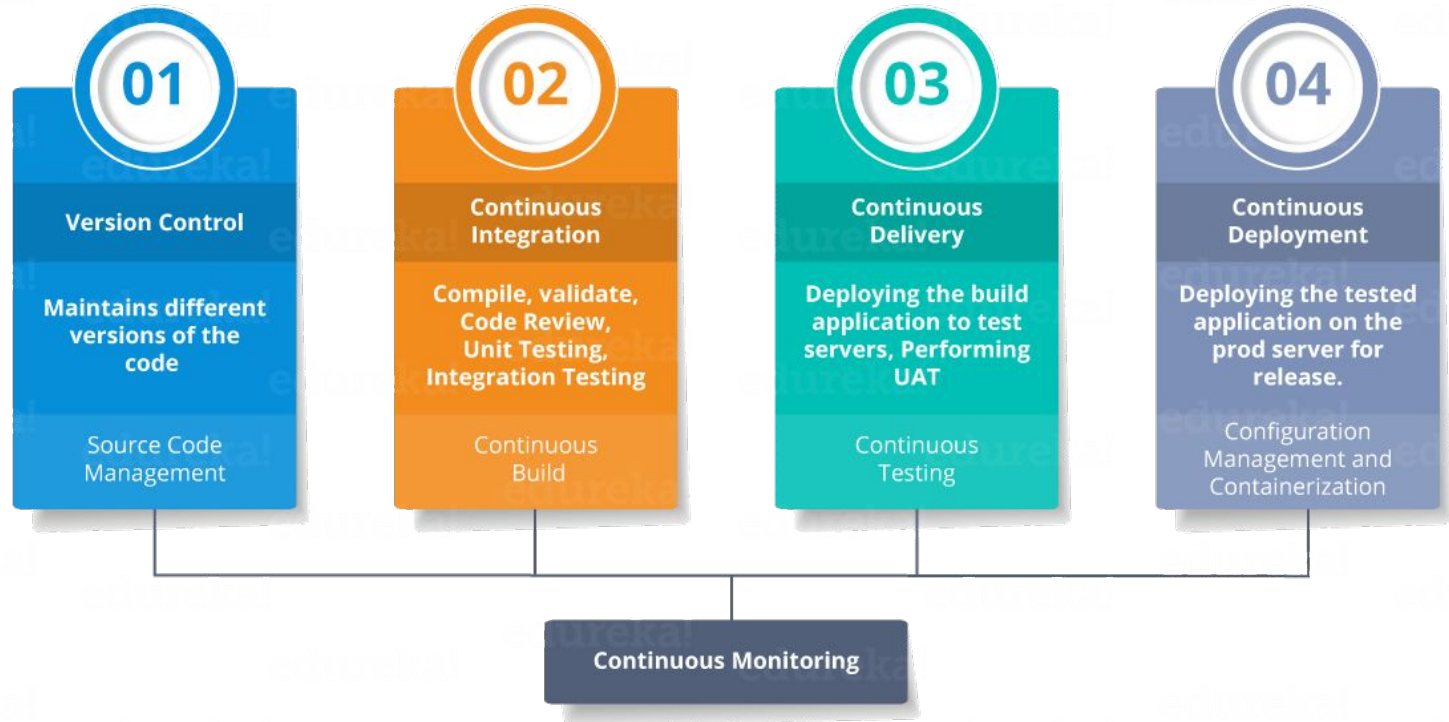 01
Version Control
Maintains different
versions of the
code
Source Code
Management
02
Continuous
Integration
Compile, validate,
Code Review,
Unit Testing,
Integration Testing
Continuous
Build
03
Continuous
Delivery
Deploying the build
application to test
servers, Performing
UAT
Continuous
Testing
04
Continuous
Deployment
Deploying the tested
application on the
prod server for
release.
Configuration
Management and
Containerization
Continuous Monitoring
edureka!